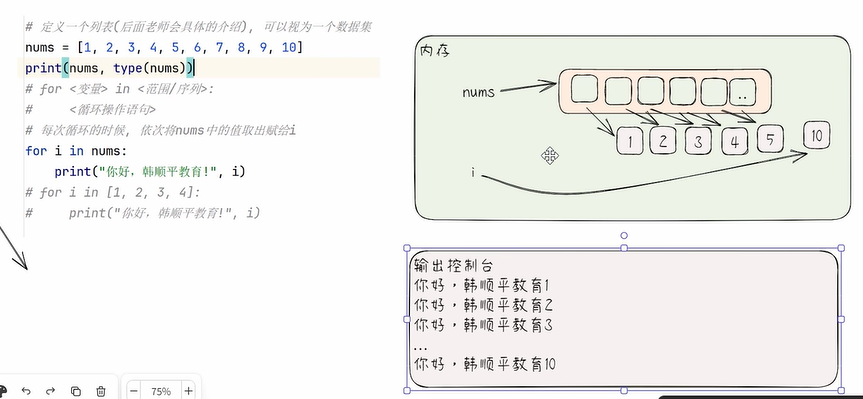 # 定义一个列表(后面老师会具体的介绍), 可以视为一个数据集
nums = [1, 2, 3, 4, 5, 6, 7, 8, 9, 10]
print(nums, type(nums))
# for <变量> in <范围/序列>:
#     <循环操作语句>
# 每次循环的时候, 依次将nums中的值取出赋给i
for i in nums:
    print("你好，韩顺平教育!", i)
# for i in [1, 2, 3, 4]:
#     print("你好，韩顺平教育!", i)
内存
nums
..
1 2 3 4 5 10
i
输出控制台
你好，韩顺平教育1
你好，韩顺平教育2
你好，韩顺平教育3
...
你好，韩顺平教育10
75%